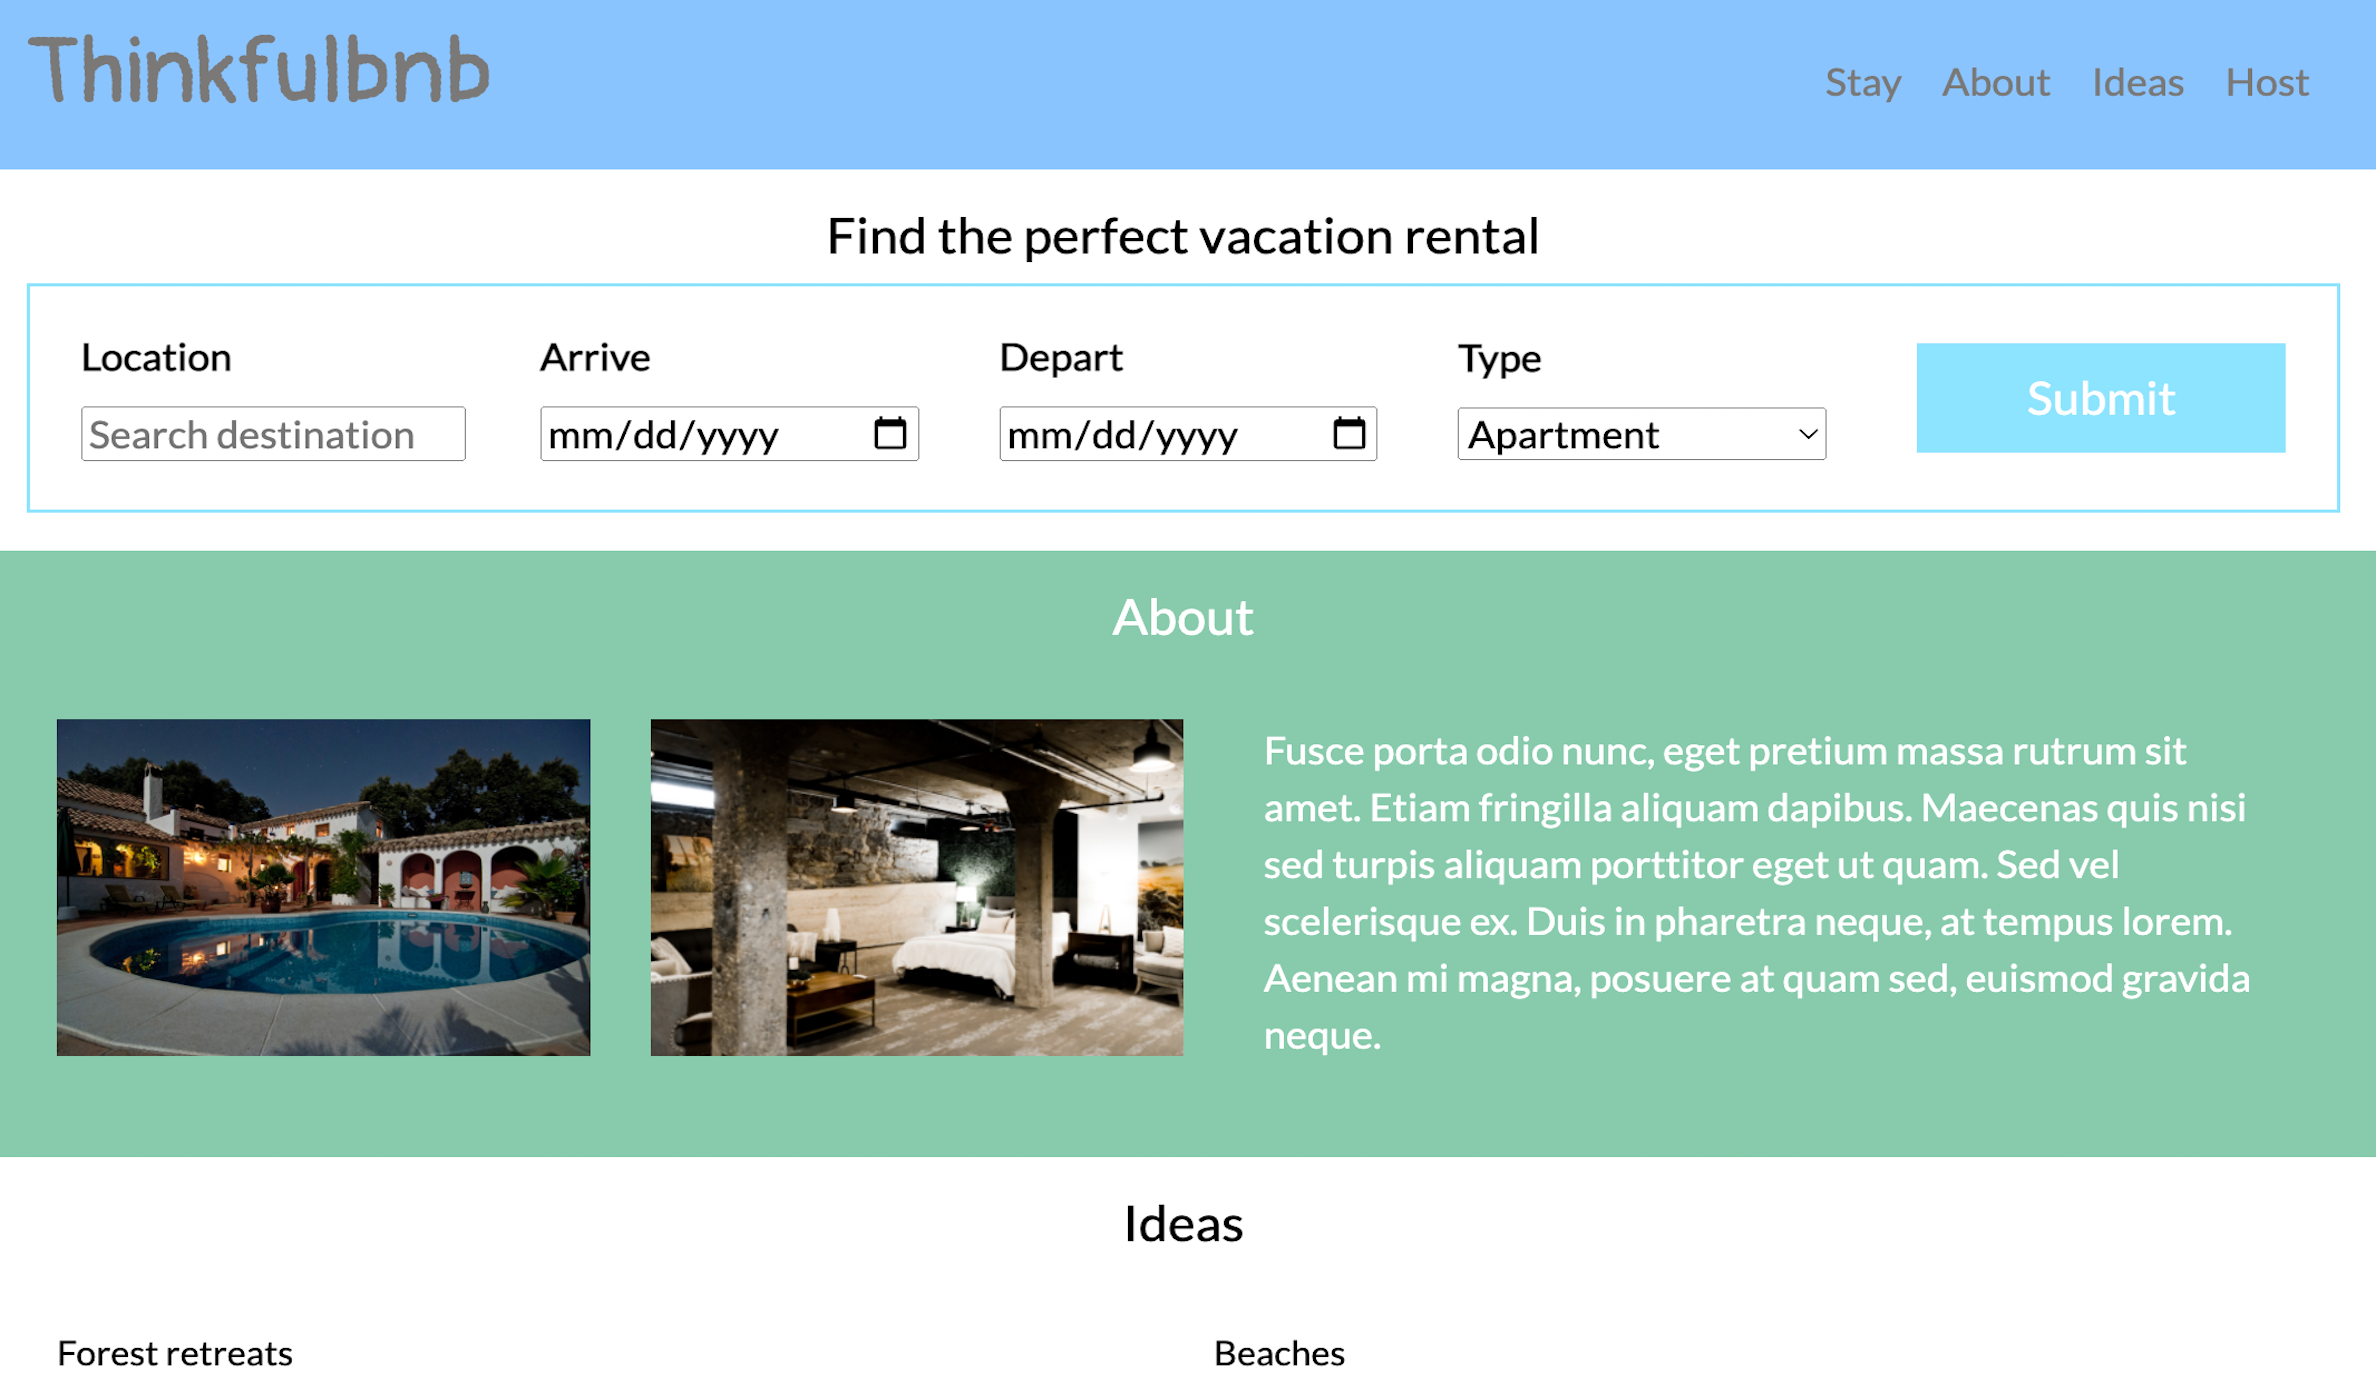 Thinkfulbnb
Stay About Ideas Host
Find the perfect vacation rental
Location Arrive Depart Type
Search destination mm/dd/yyyy mm/dd/yyyy Apartment Submit
About
Fusce porta odio nunc, eget pretium massa rutrum sit
amet. Etiam fringilla aliquam dapibus. Maecenas quis nisi
sed turpis aliquam porttitor eget ut quam. Sed vel
scelerisque ex. Duis in pharetra neque, at tempus lorem.
Aenean mi magna, posuere at quam sed, euismod gravida
neque.
Ideas
Forest retreats Beaches